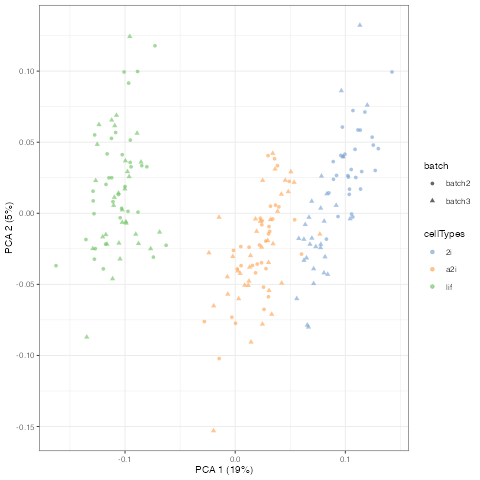 0.10
0.05
0.00
-0.05
-0.10
-0.15
PCA 2 (5%)
-0.1
0.0
0.1
PCA 1 (19%)
batch
batch2
batch3
cellTypes
2i
a2i
lif